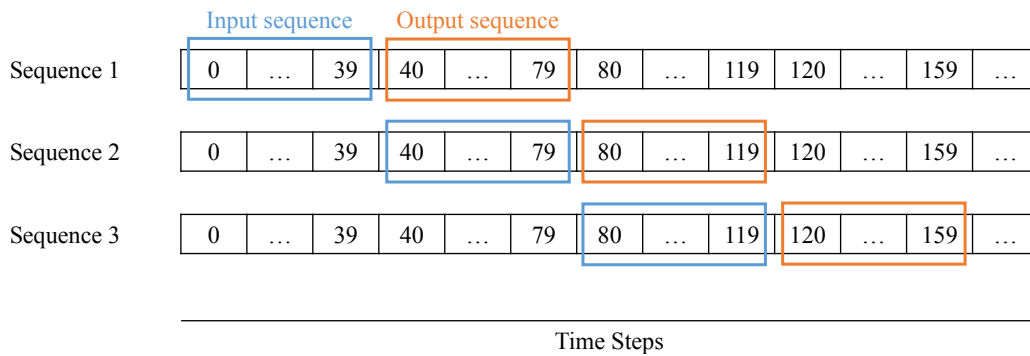 Input sequence Output sequence
Sequence 1 0 … 39 40 … 79 80 … 119 120 … 159 …
Sequence 2 0 … 39 40 … 79 80 … 119 120 … 159 …
Sequence 3 0 … 39 40 … 79 80 … 119 120 … 159 …
Time Steps